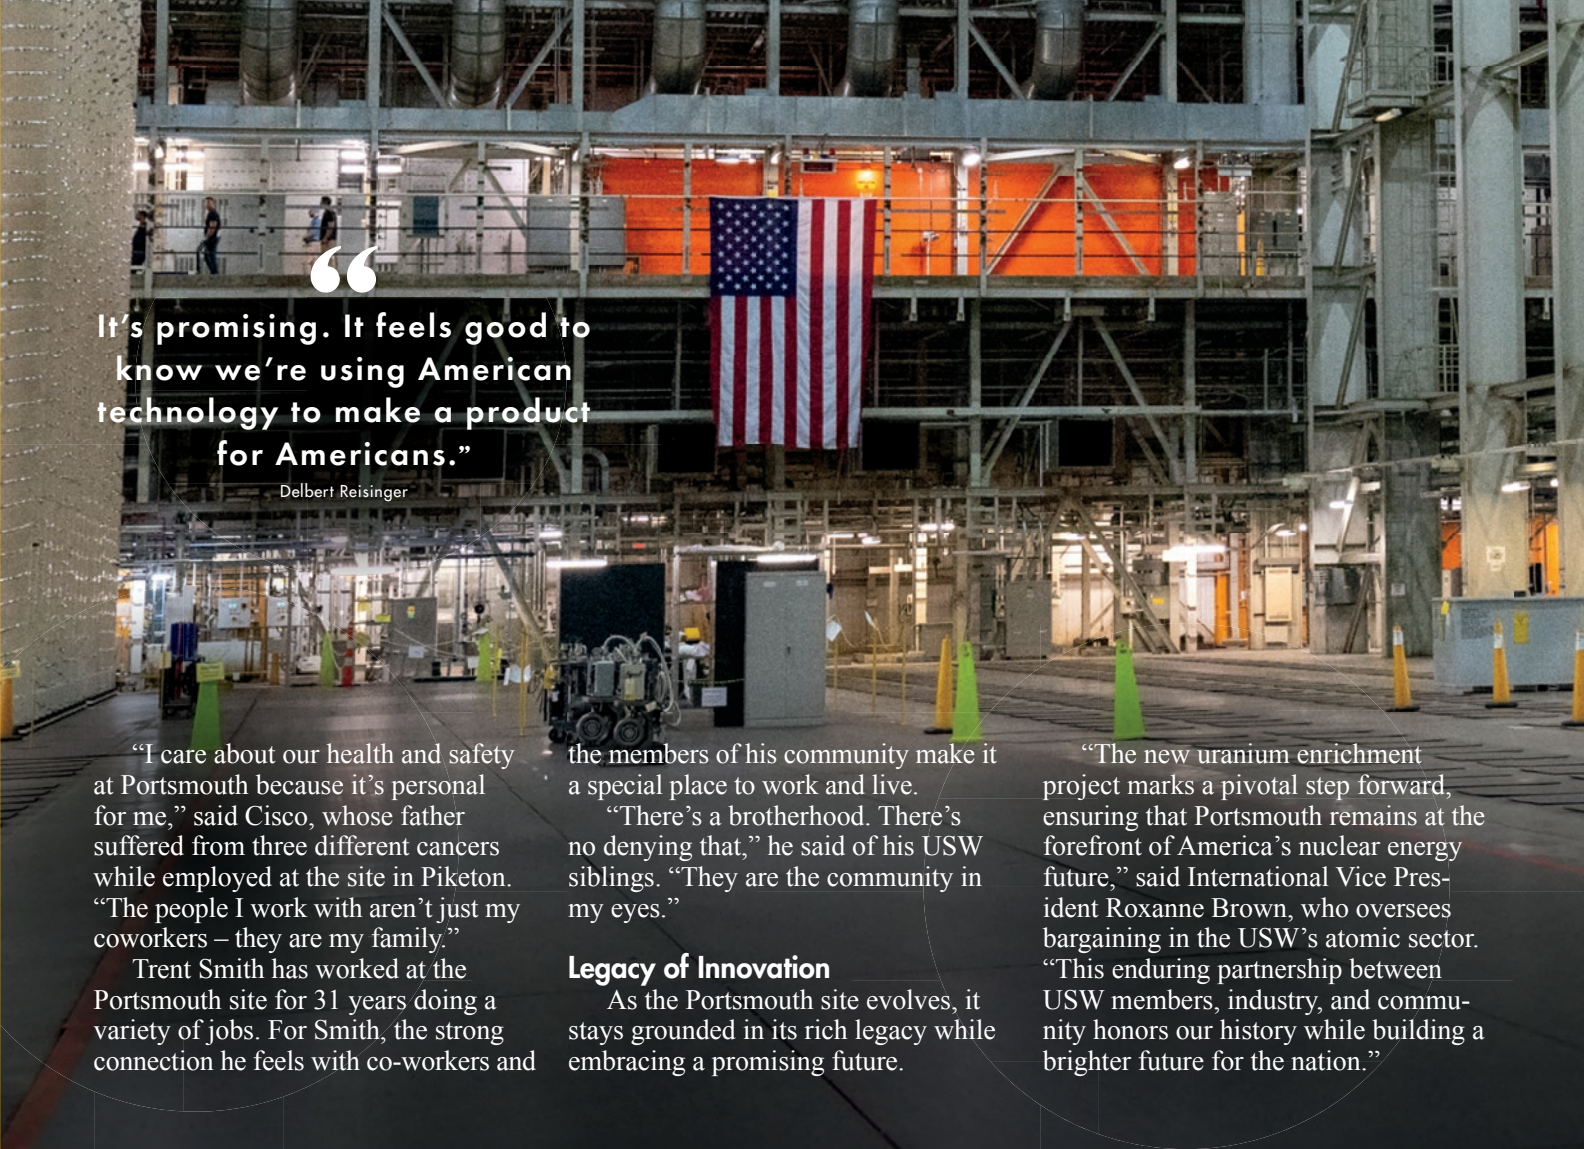 “
It’s promising. It feels good to
know we’re using American
technology to make a product
for Americans.”
Delbert Reisinger
“I care about our health and safety
at Portsmouth because it’s personal
for me,” said Cisco, whose father
suffered from three different cancers
while employed at the site in Piketon.
“The people I work with aren’t just my
coworkers – they are my family.”
Trent Smith has worked at the
Portsmouth site for 31 years doing a
variety of jobs. For Smith, the strong
connection he feels with co-workers and
the members of his community make it
a special place to work and live.
“There’s a brotherhood. There’s
no denying that,” he said of his USW
siblings. “They are the community in
my eyes.”
Legacy of Innovation
As the Portsmouth site evolves, it
stays grounded in its rich legacy while
embracing a promising future.
“The new uranium enrichment
project marks a pivotal step forward,
ensuring that Portsmouth remains at the
forefront of America’s nuclear energy
future,” said International Vice Pres-
ident Roxanne Brown, who oversees
bargaining in the USW’s atomic sector.
“This enduring partnership between
USW members, industry, and commu-
nity honors our history while building a
brighter future for the nation.”